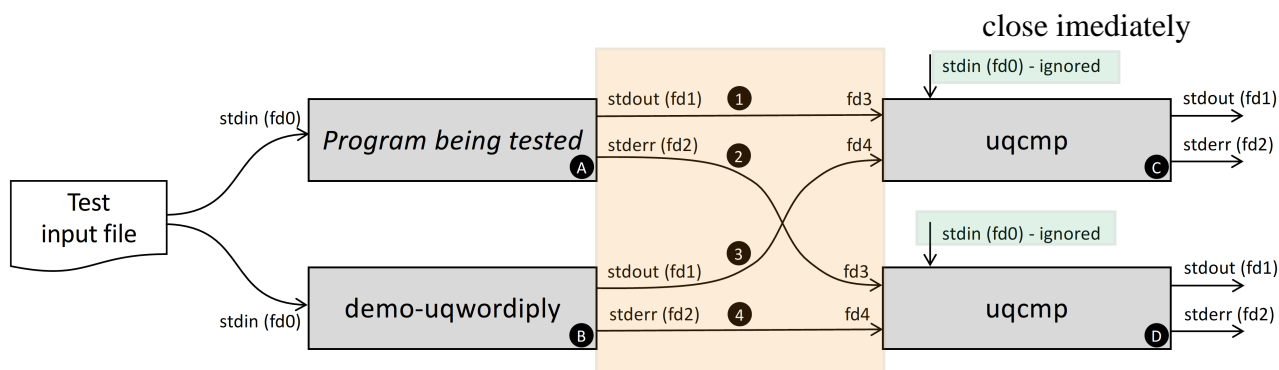 close imediately
stdin (fd0) - ignored
stdout (fd1)
1
fd3
stdout (fd1)
stdin (fd0)
Program being tested
stderr (fd2)
2
fd4
uqcmp
stderr (fd2)
A
C
Test
input file
stdin (fd0) - ignored
3
stdout (fd1)
fd3
stdout (fd1)
demo-uqwordiply
stderr (fd2)
4
fd4
uqcmp
stdin (fd0)
stderr (fd2)
B
D